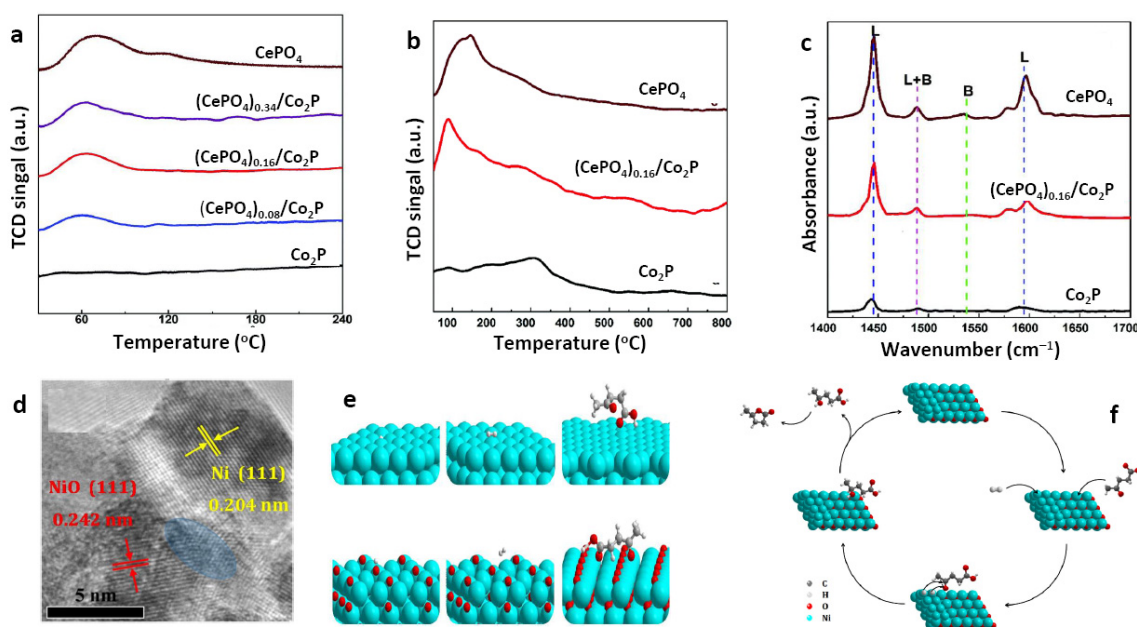 a
TCD singal (a.u.)
CePO4
(CePO4)0.34/Co2P
(CePO4)0.16/Co2P
(CePO4)0.08/Co2P
Co2P
60 120 180 240
Temperature (oC)
b
TCD singal (a.u.)
CePO4
(CePO4)0.16/Co2P
Co2P
100 200 300 400 500 600 700 800
Temperature (oC)
c
Absorbance (a.u.)
L
L+B
B
L
CePO4
(CePO4)0.16/Co2P
Co2P
1400 1450 1500 1550 1600 1650 1700
Wavenumber (cm−1)
d
Ni (111)
0.204 nm
NiO (111)
0.242 nm
5 nm
e
f
C
H
O
Ni